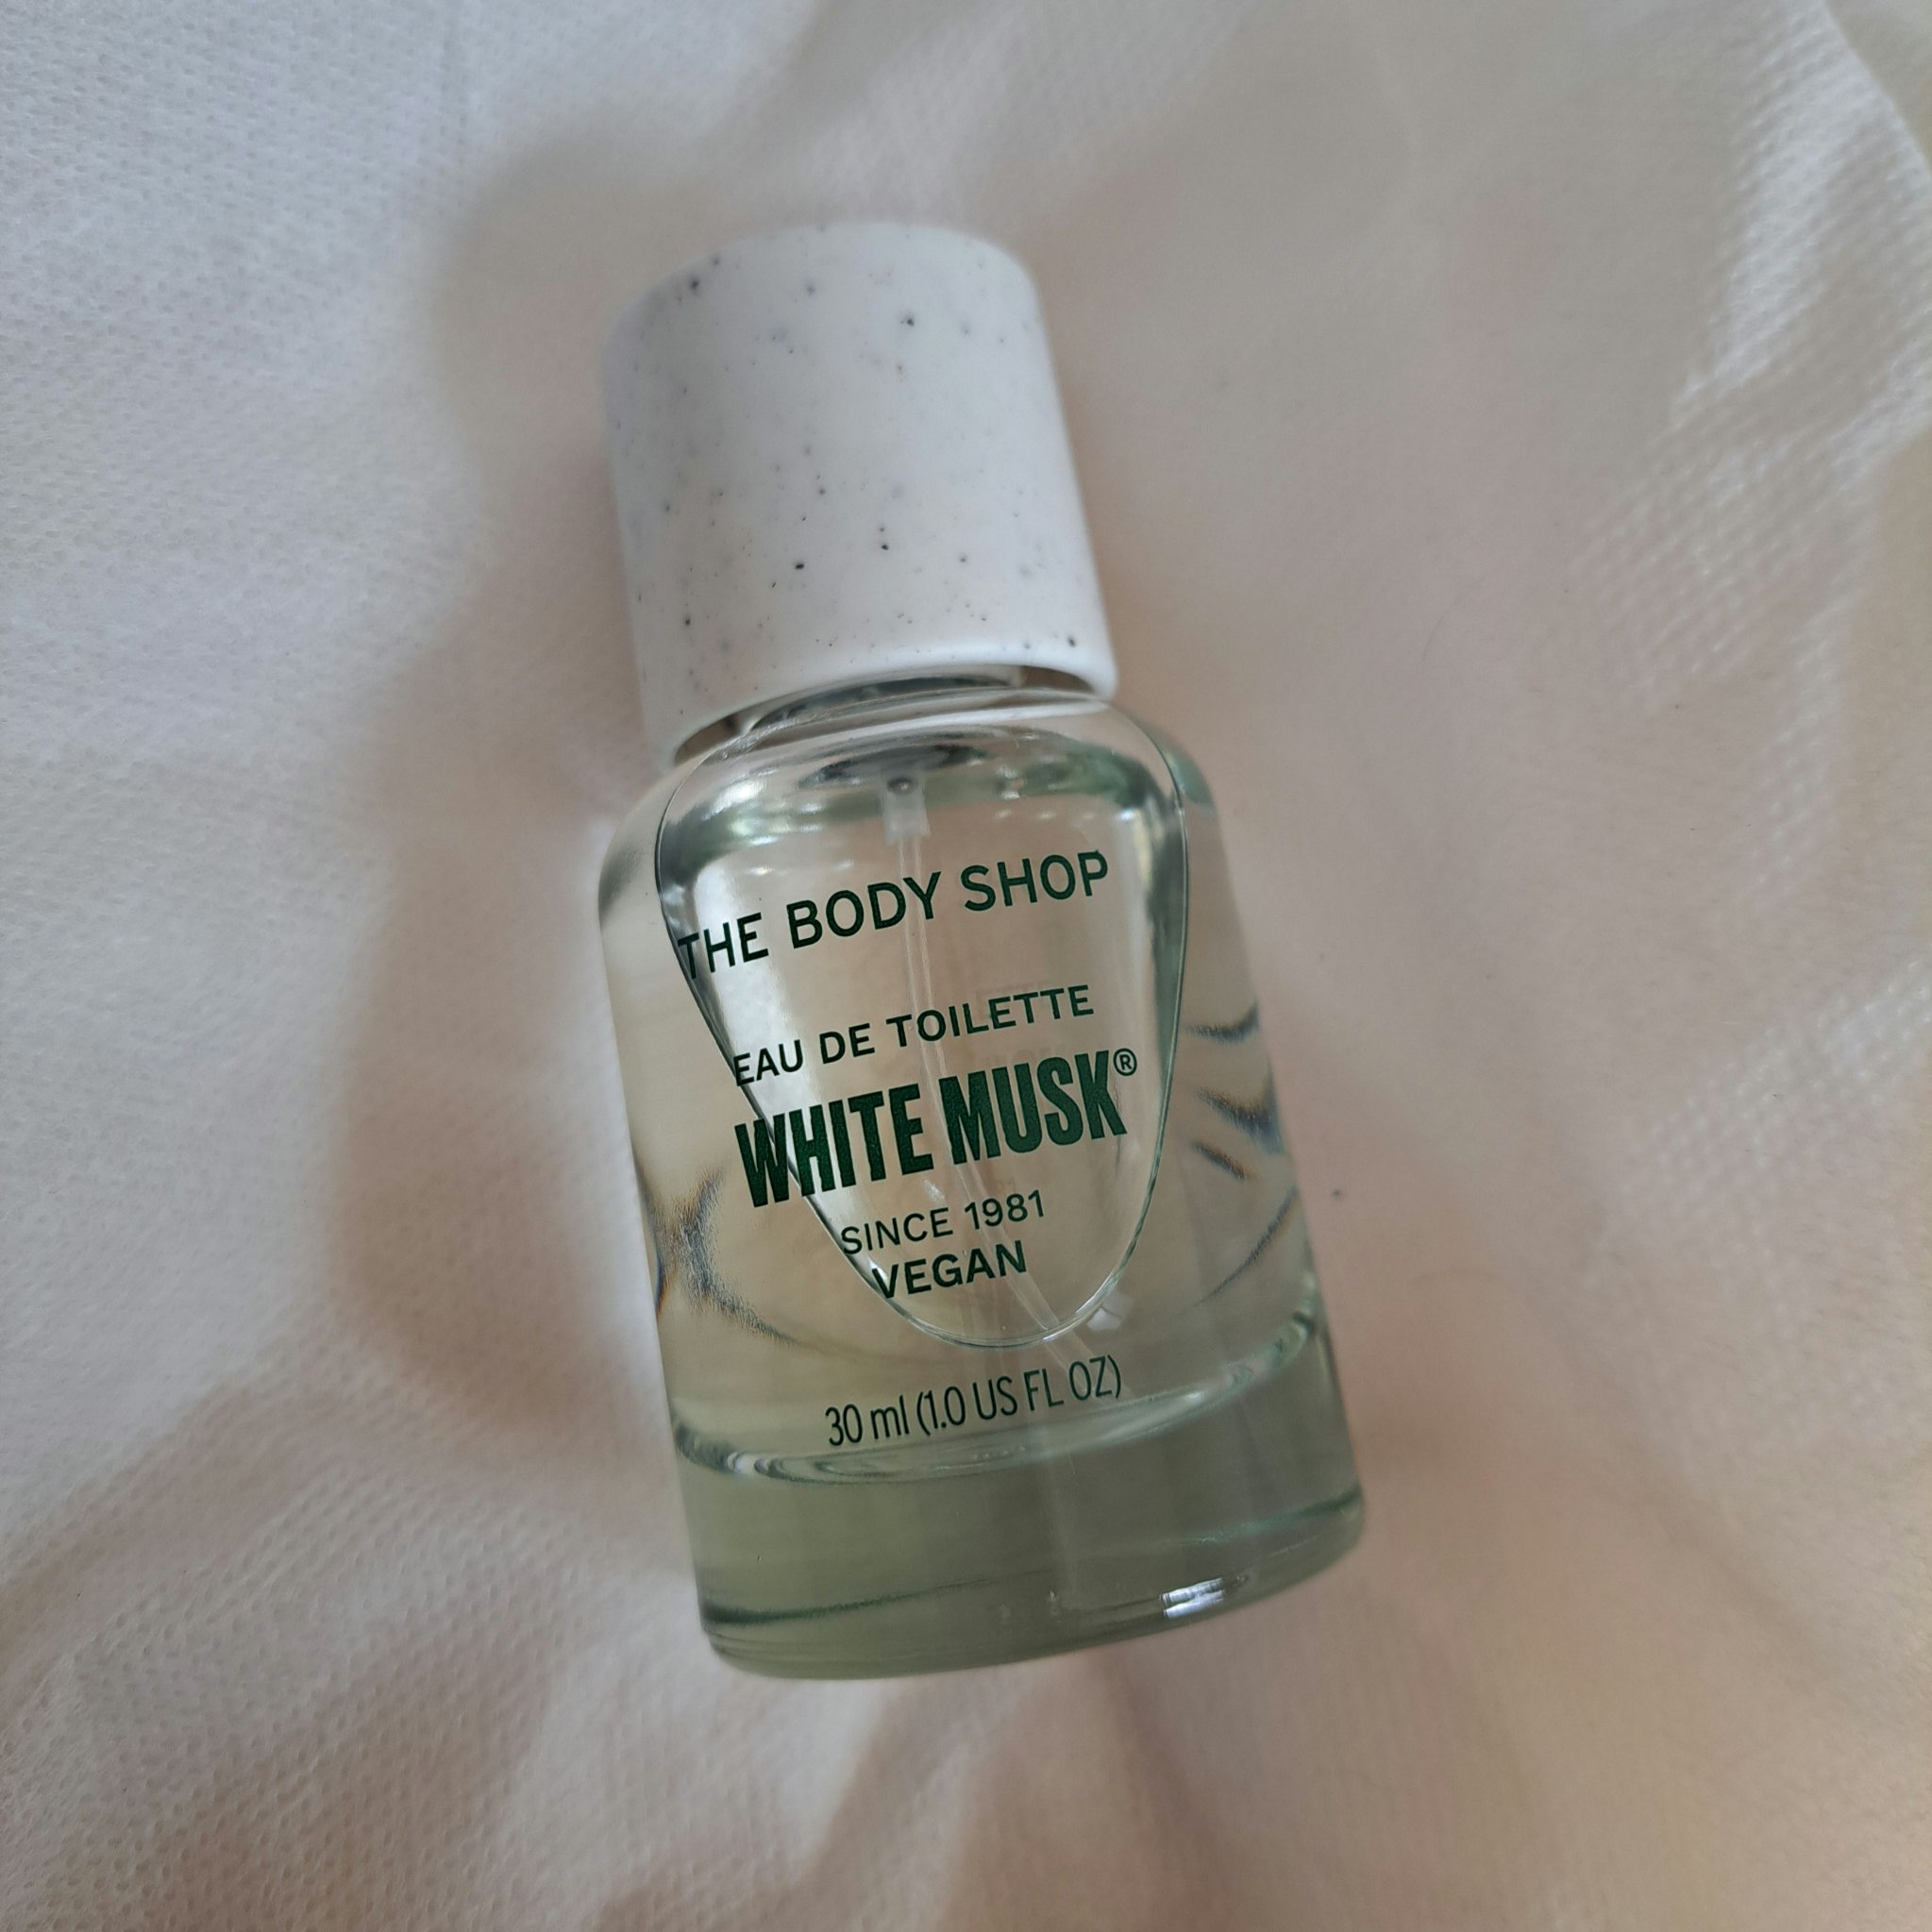 THE BODY SHOP
EAU DE TOILETTE
WHITE MUSK®
SINCE 1981
VEGAN
30 ml (1.0 US FL OZ)